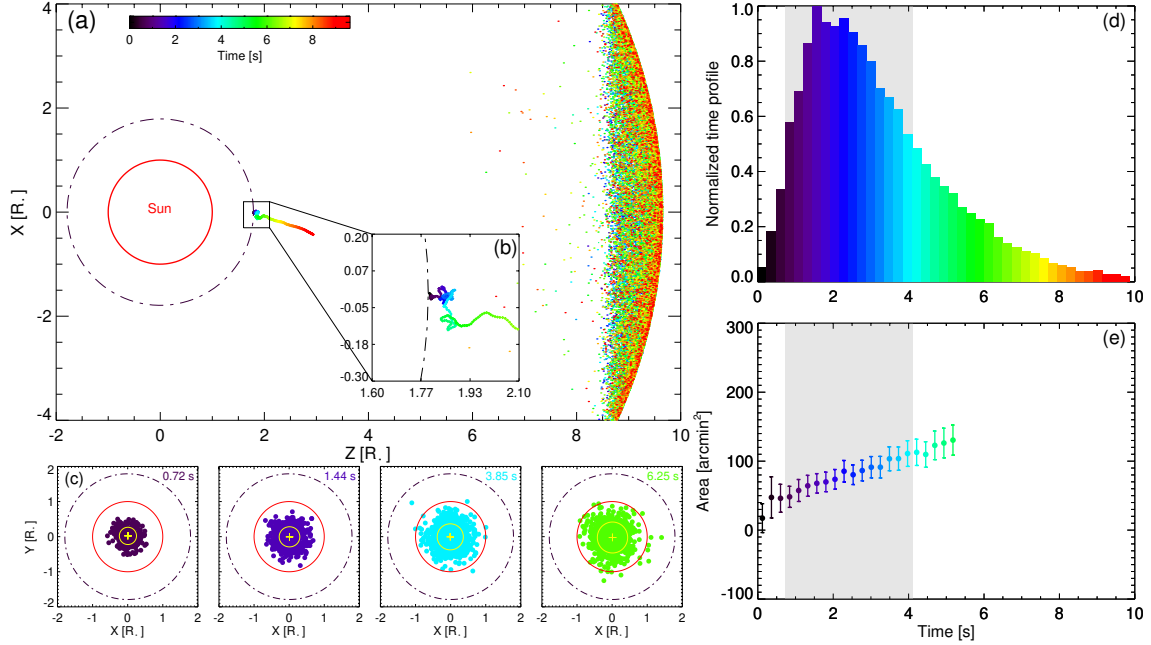 (a)
0 2 4 6 8
Time [s]
4
2
0
-2
-4
X [R.]
Sun
-2 0 2 4 6 8 10
Z [R.]
(b)
0.20
0.07
-0.05
-0.18
-0.30
1.60 1.77 1.93 2.10
(c)
0.72 s
1.44 s
3.85 s
6.25 s
2
1
0
-1
-2
Y [R.]
-2 -1 0 1 2
X [R.]
-2 -1 0 1 2
X [R.]
-2 -1 0 1 2
X [R.]
-2 -1 0 1 2
X [R.]
(d)
1.0
0.8
0.6
0.4
0.2
0.0
Normalized time profile
0 2 4 6 8 10
(e)
300
200
100
0
-100
Area [arcmin²]
0 2 4 6 8 10
Time [s]